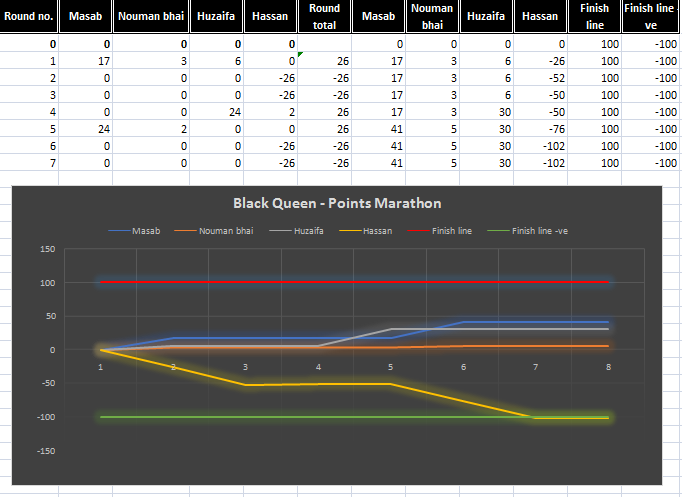 Round no. Masab Nouman bhai Huzaifa Hassan Round total Masab Nouman bhai Huzaifa Hassan Finish line Finish line -ve
0 0 0 0 0 0 0 0 0 100 -100
1 17 3 6 0 26 17 3 6 -26 100 -100
2 0 0 0 -26 -26 17 3 6 -52 100 -100
3 0 0 0 -26 -26 17 3 6 -50 100 -100
4 0 0 24 2 26 17 3 30 -50 100 -100
5 24 2 0 0 26 41 5 30 -76 100 -100
6 0 0 0 -26 -26 41 5 30 -102 100 -100
7 0 0 0 -26 -26 41 5 30 -102 100 -100
Black Queen - Points Marathon
Masab Nouman bhai Huzaifa Hassan Finish line Finish line -ve
150
100
50
0
1 2 3 4 5 6 7 8
-50
-100
-150